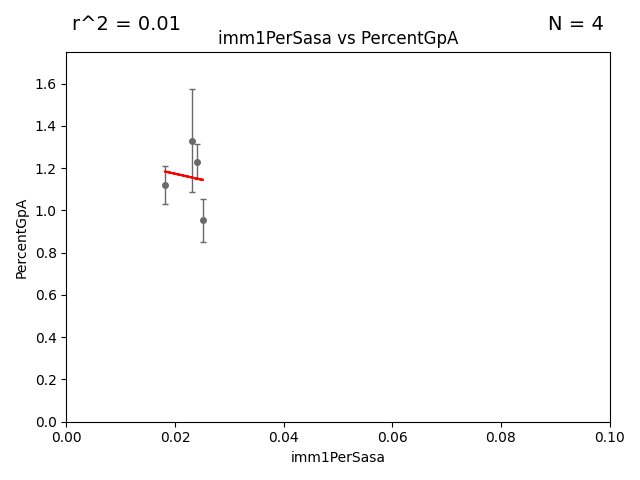 r^2 = 0.01
N = 4
imm1PerSasa vs PercentGpA
PercentGpA
1.6
1.4
1.2
1.0
0.8
0.6
0.4
0.2
0.0
0.00 0.02 0.04 0.06 0.08 0.10
imm1PerSasa